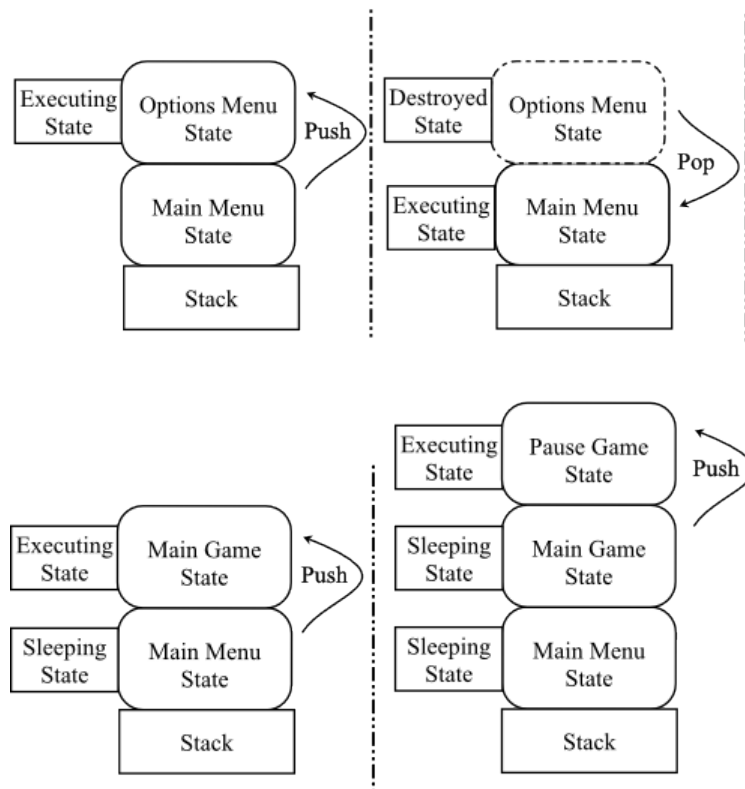 Executing
State
Options Menu
State
Push
Main Menu
State
Stack
Destroyed
State
Options Menu
State
Pop
Executing
State
Main Menu
State
Stack
Executing
State
Main Game
State
Push
Sleeping
State
Main Menu
State
Stack
Executing
State
Pause Game
State
Push
Sleeping
State
Main Game
State
Sleeping
State
Main Menu
State
Stack